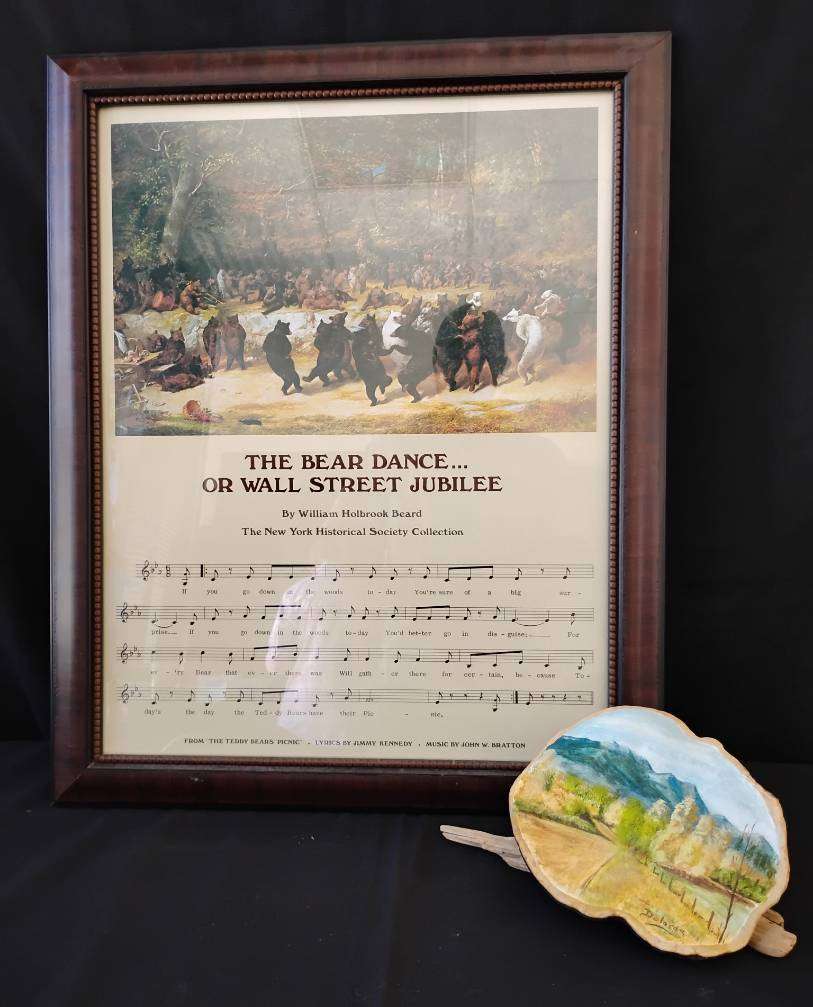 THE BEAR DANCE...
OR WALL STREET JUBILEE
By William Holbrook Beard
The New York Historical Society Collection
If you go down in the woods to - day You're sure of a big sur -
prise.__ If you go down in the woods to-day You'd bet-ter go in dis - guise;__ For
ev - 'ry Bear that ev-er there was Will gath - er there for cer - tain, be - cause To -
day's the day the Ted - dy Bears have their Pic - nic.
FROM "THE TEDDY BEARS' PICNIC" • LYRICS BY JIMMY KENNEDY • MUSIC BY JOHN W. BRATTON